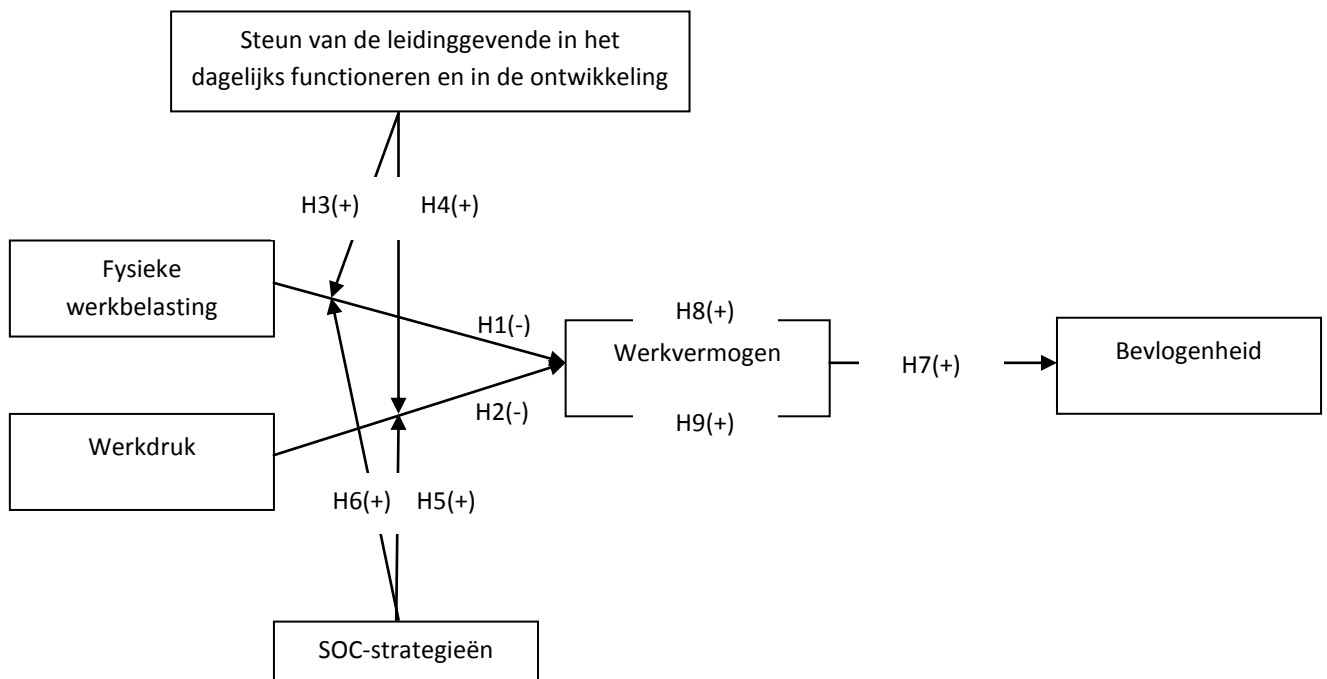 Steun van de leidinggevende in het
dagelijks functioneren en in de ontwikkeling
H3(+) H4(+)
Fysieke
werkbelasting
H1(-)
H8(+)
Werkvermogen
H7(+)
Bevlogenheid
H2(-)
H9(+)
Werkdruk
H6(+) H5(+)
SOC-strategieën